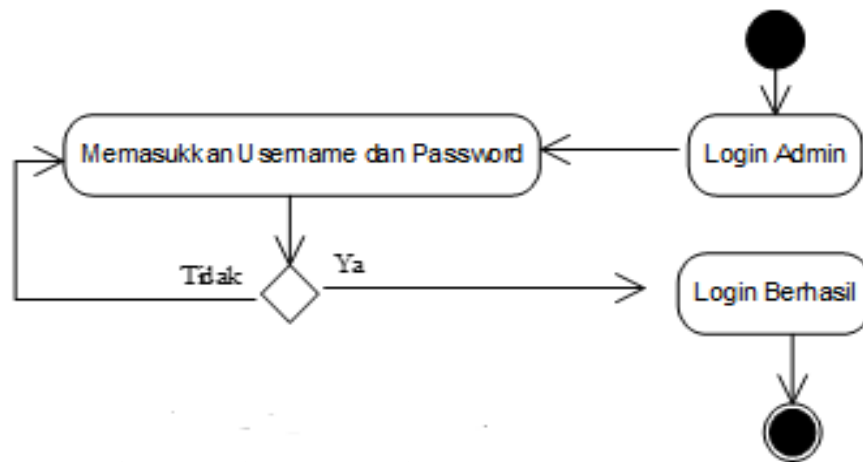 Login Admin
Memasukkan Username dan Password
Tidak
Ya
Login Berhasil